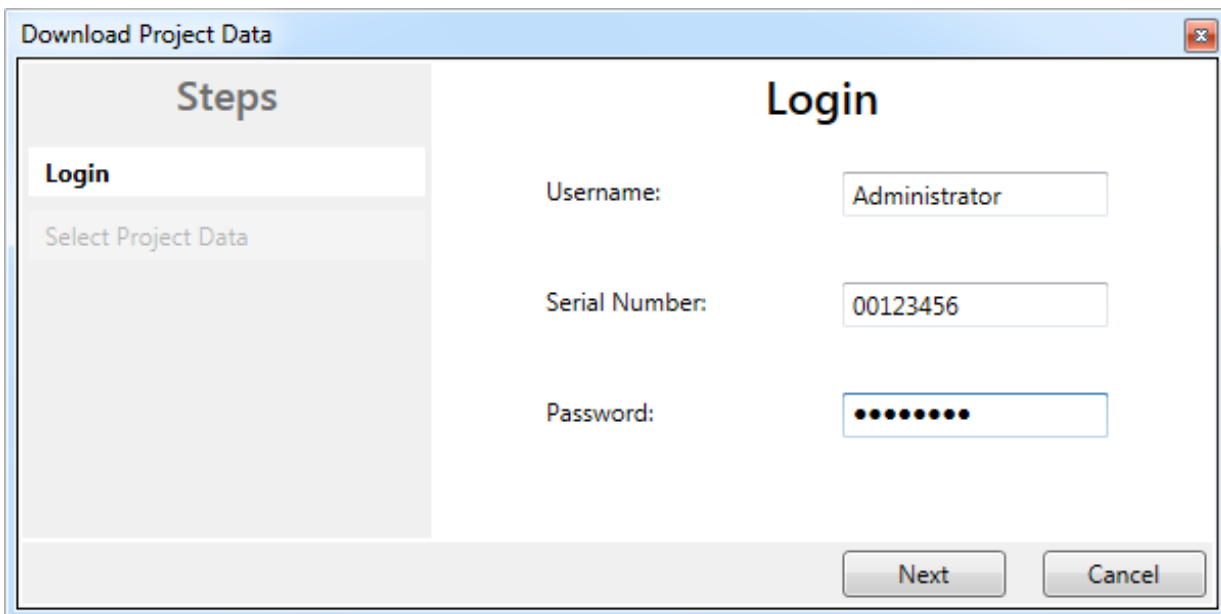 Download Project Data
Steps
Login
Select Project Data
Login
Username: Administrator
Serial Number: 00123456
Password: ••••••••
Next Cancel